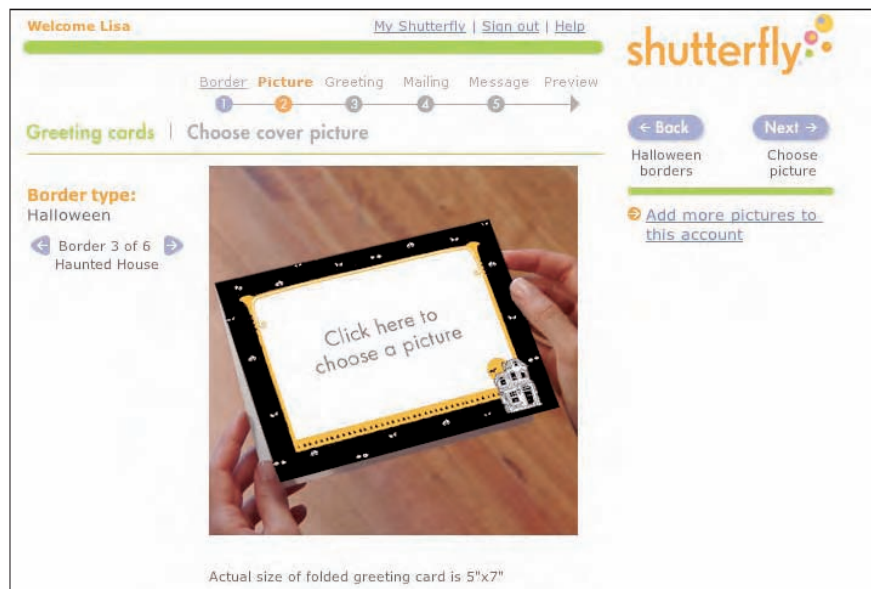 Welcome Lisa
My Shutterfly | Sign out | Help
shutterfly
Border Picture Greeting Mailing Message Preview
1 2 3 4 5
Greeting cards | Choose cover picture
← Back
Next →
Halloween
borders
Choose
picture
Border type:
Halloween
Border 3 of 6
Haunted House
Add more pictures to
this account
Click here to
choose a picture
Actual size of folded greeting card is 5"x7"